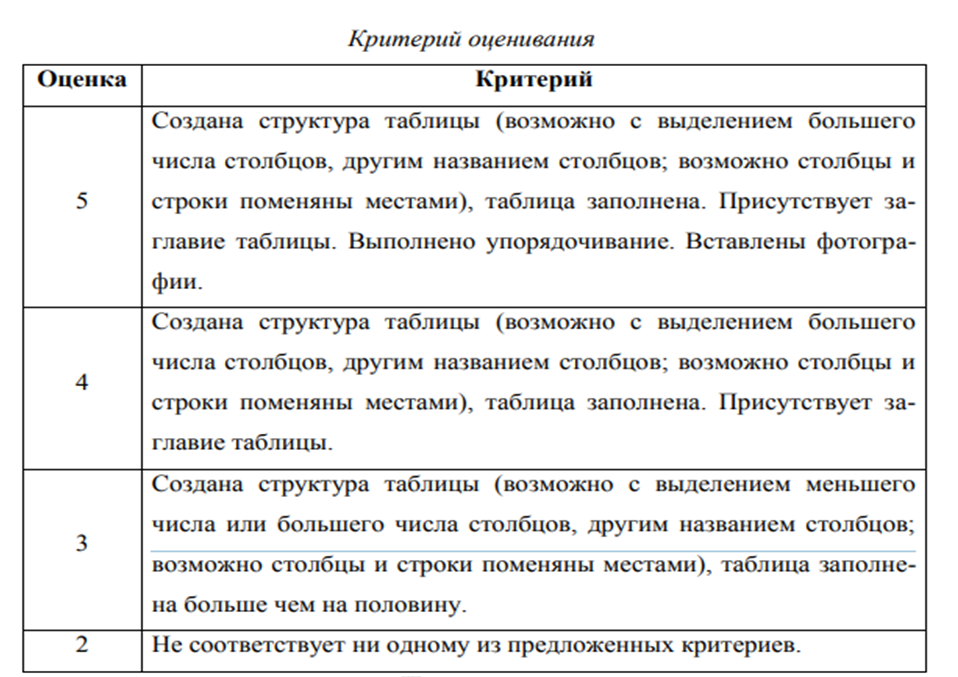 Критерий оценивания
Оценка Критерий
5
Создана структура таблицы (возможно с выделением большего
числа столбцов, другим названием столбцов; возможно столбцы и
строки поменяны местами), таблица заполнена. Присутствует за-
главие таблицы. Выполнено упорядочивание. Вставлены фотогра-
фии.
4
Создана структура таблицы (возможно с выделением большего
числа столбцов, другим названием столбцов; возможно столбцы и
строки поменяны местами), таблица заполнена. Присутствует за-
главие таблицы.
3
Создана структура таблицы (возможно с выделением меньшего
числа или большего числа столбцов, другим названием столбцов;
возможно столбцы и строки поменяны местами), таблица заполне-
на больше чем на половину.
2 Не соответствует ни одному из предложенных критериев.